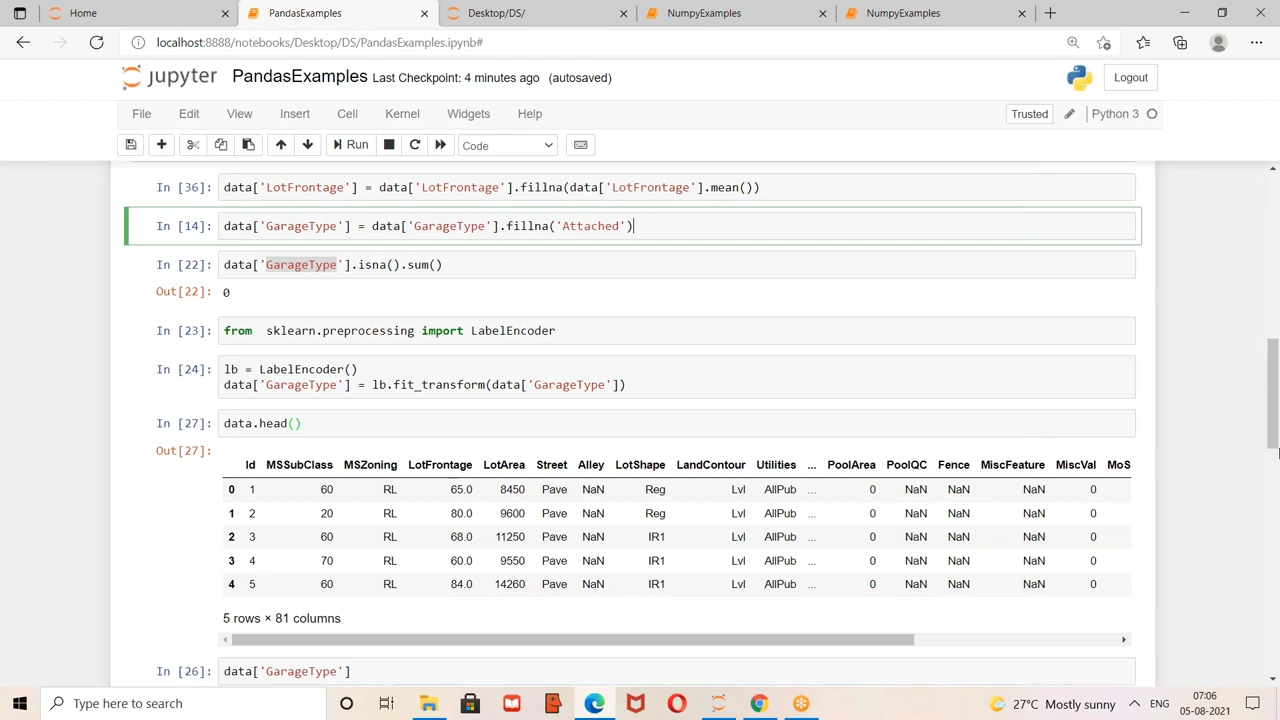 Home
PandasExamples
Desktop/DS/
NumpyExamples
NumpyExamples
localhost:8888/notebooks/Desktop/DS/PandasExamples.ipynb#
jupyter PandasExamples Last Checkpoint: 4 minutes ago (autosaved)
Logout
File Edit View Insert Cell Kernel Widgets Help
Trusted
Python 3
Run
Code
In [36]: data['LotFrontage'] = data['LotFrontage'].fillna(data['LotFrontage'].mean())
In [14]: data['GarageType'] = data['GarageType'].fillna('Attached')
In [22]: data['GarageType'].isna().sum()
Out[22]: 0
In [23]: from  sklearn.preprocessing import LabelEncoder
In [24]: lb = LabelEncoder()
data['GarageType'] = lb.fit_transform(data['GarageType'])
In [27]: data.head()
Out[27]:
Id MSSubClass MSZoning LotFrontage LotArea Street Alley LotShape LandContour Utilities ... PoolArea PoolQC Fence MiscFeature MiscVal MoS
0 1 60 RL 65.0 8450 Pave NaN Reg Lvl AllPub ... 0 NaN NaN NaN 0
1 2 20 RL 80.0 9600 Pave NaN Reg Lvl AllPub ... 0 NaN NaN NaN 0
2 3 60 RL 68.0 11250 Pave NaN IR1 Lvl AllPub ... 0 NaN NaN NaN 0
3 4 70 RL 60.0 9550 Pave NaN IR1 Lvl AllPub ... 0 NaN NaN NaN 0
4 5 60 RL 84.0 14260 Pave NaN IR1 Lvl AllPub ... 0 NaN NaN NaN 0
5 rows × 81 columns
In [26]: data['GarageType']
Type here to search
27°C Mostly sunny
ENG
07:06
05-08-2021